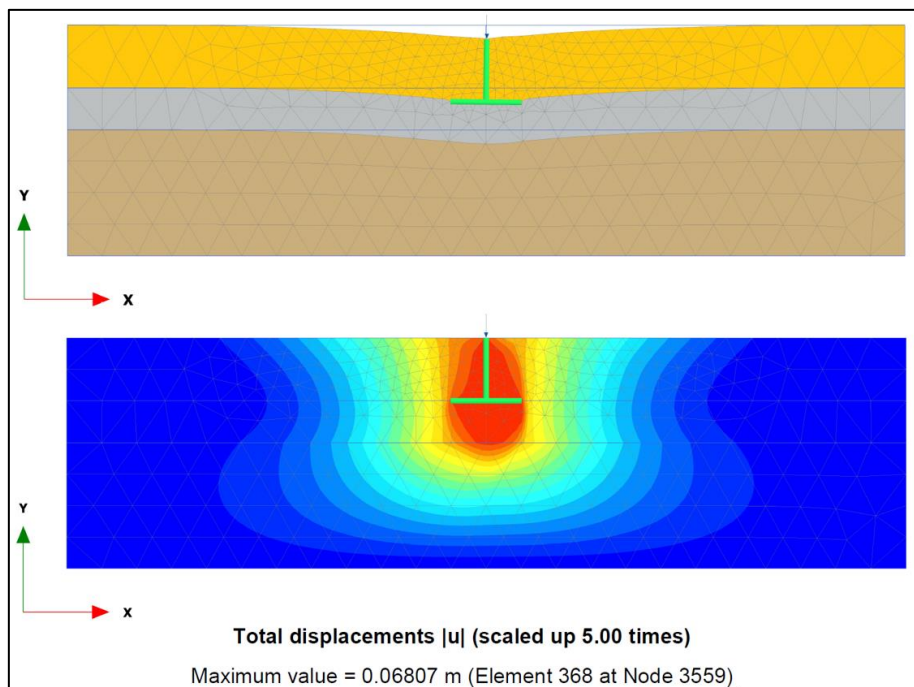 Y
X
Y
X
Total displacements |u| (scaled up 5.00 times)
Maximum value = 0.06807 m (Element 368 at Node 3559)